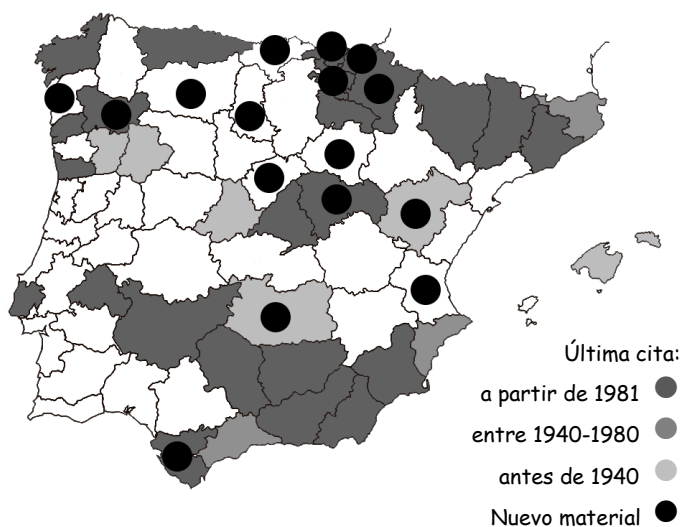 Última cita:
a partir de 1981
entre 1940-1980
antes de 1940
Nuevo material